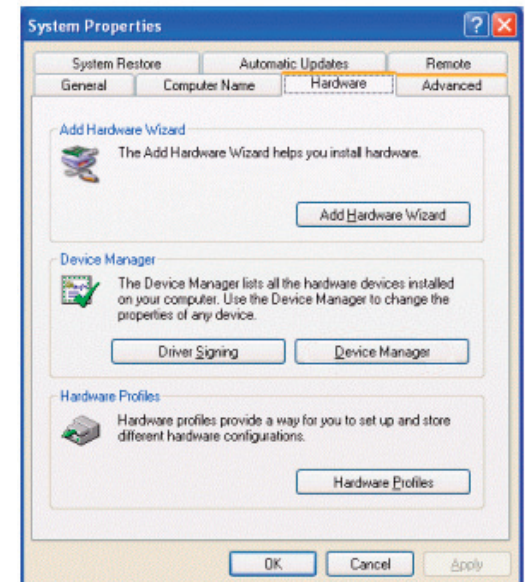 System Properties
?
X
System Restore
Automatic Updates
Remote
General
Computer Name
Hardware
Advanced
Add Hardware Wizard
The Add Hardware Wizard helps you install hardware.
Add Hardware Wizard
Device Manager
The Device Manager lists all the hardware devices installed
on your computer. Use the Device Manager to change the
properties of any device.
Driver Signing
Device Manager
Hardware Profiles
Hardware profiles provide a way for you to set up and store
different hardware configurations.
Hardware Profiles
OK
Cancel
Apply